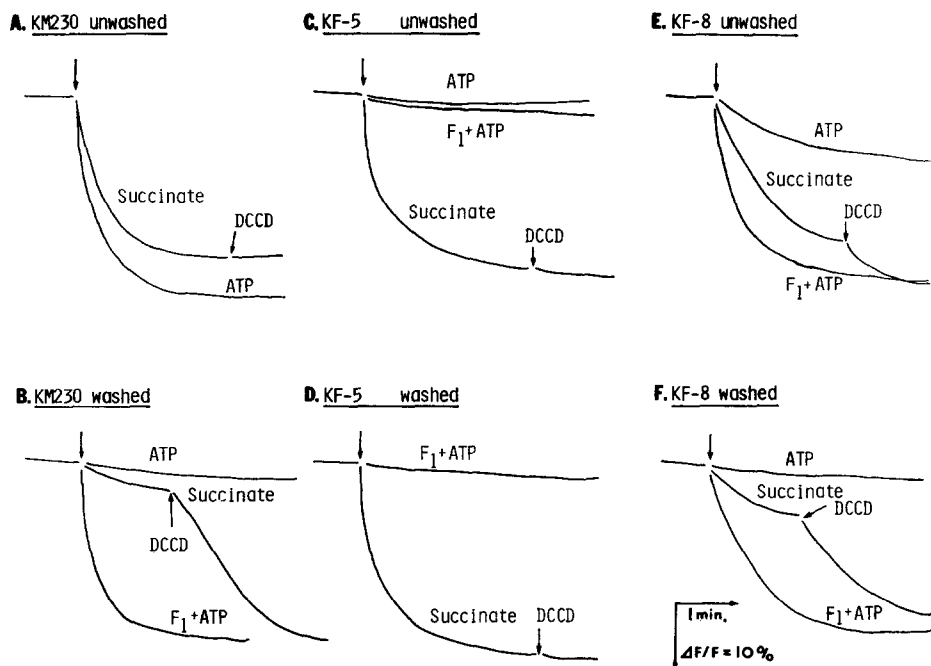 A. KM230 unwashed
Succinate
DCCD
ATP
C. KF-5 unwashed
ATP
F1+ATP
Succinate
DCCD
E. KF-8 unwashed
ATP
Succinate
DCCD
F1+ATP
B. KM230 washed
ATP
Succinate
DCCD
F1+ATP
D. KF-5 washed
F1+ATP
Succinate
DCCD
F. KF-8 washed
ATP
Succinate
DCCD
F1+ATP
1min.
ΔF/F=10%